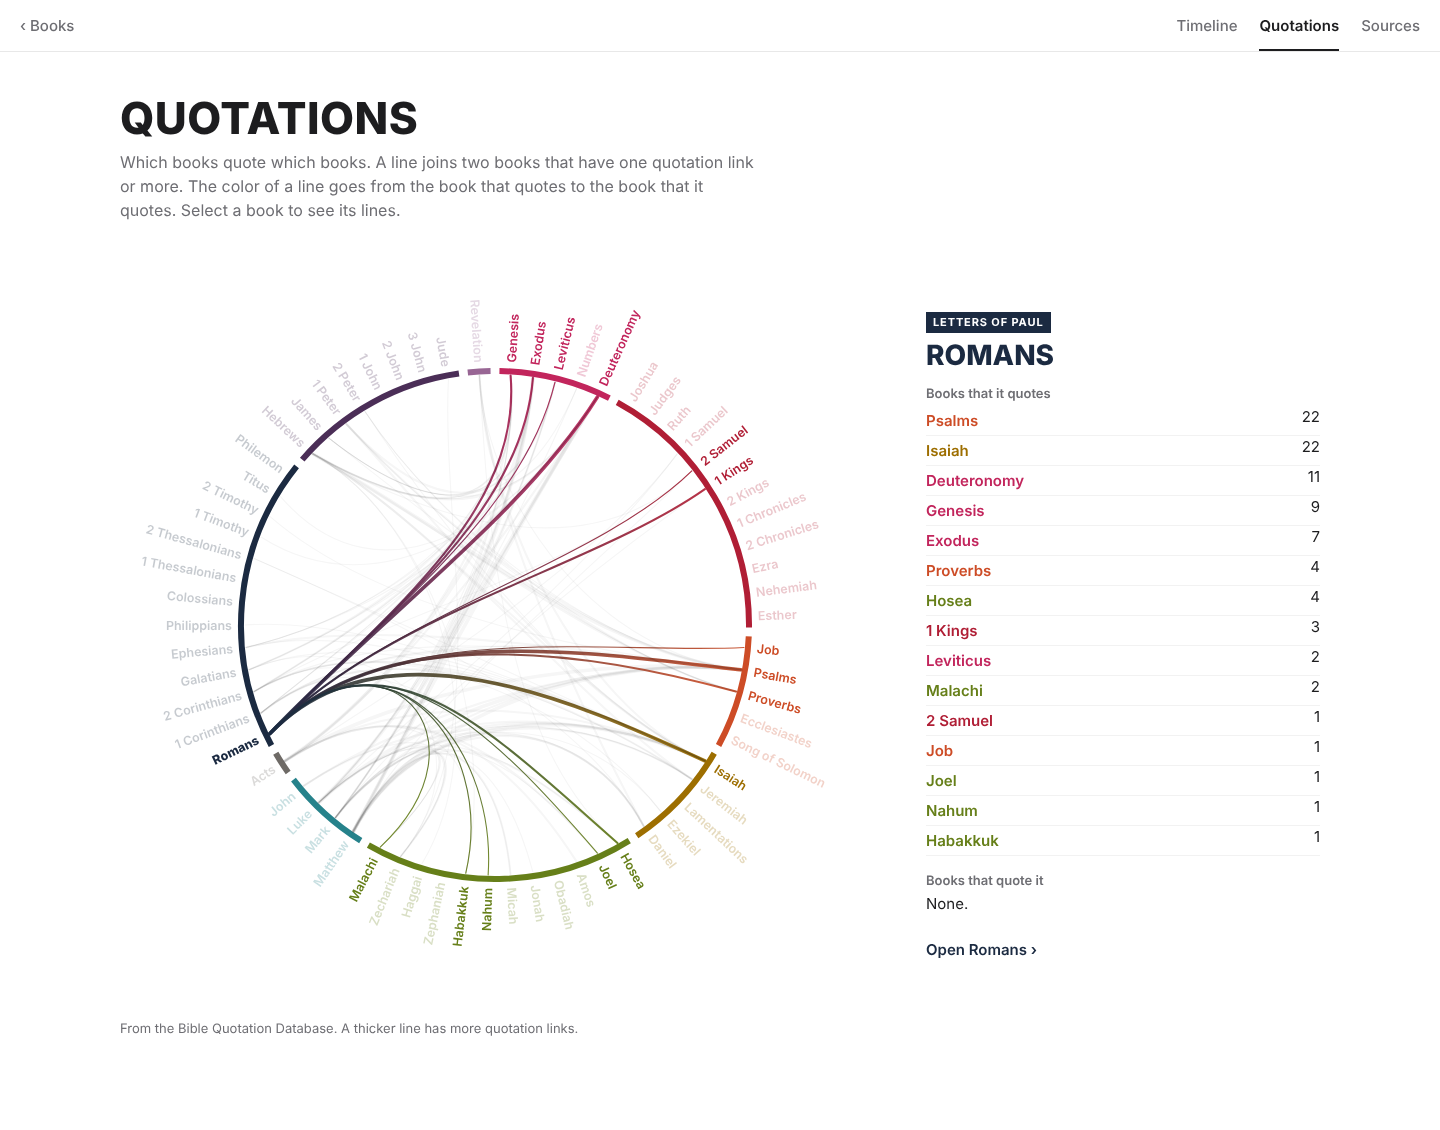 ‹ Books
Timeline
Quotations
Sources
QUOTATIONS
Which books quote which books. A line joins two books that have one quotation link
or more. The color of a line goes from the book that quotes to the book that it
quotes. Select a book to see its lines.
Genesis
Exodus
Leviticus
Numbers
Deuteronomy
Joshua
Judges
Ruth
1 Samuel
2 Samuel
1 Kings
2 Kings
1 Chronicles
2 Chronicles
Ezra
Nehemiah
Esther
Job
Psalms
Proverbs
Ecclesiastes
Song of Solomon
Isaiah
Jeremiah
Lamentations
Ezekiel
Daniel
Hosea
Joel
Amos
Obadiah
Jonah
Micah
Nahum
Habakkuk
Zephaniah
Haggai
Zechariah
Malachi
Matthew
Mark
Luke
John
Acts
Romans
1 Corinthians
2 Corinthians
Galatians
Ephesians
Philippians
Colossians
1 Thessalonians
2 Thessalonians
1 Timothy
2 Timothy
Titus
Philemon
Hebrews
James
1 Peter
2 Peter
1 John
2 John
3 John
Jude
Revelation
LETTERS OF PAUL
ROMANS
Books that it quotes
Psalms 22
Isaiah 22
Deuteronomy 11
Genesis 9
Exodus 7
Proverbs 4
Hosea 4
1 Kings 3
Leviticus 2
Malachi 2
2 Samuel 1
Job 1
Joel 1
Nahum 1
Habakkuk 1
Books that quote it
None.
Open Romans ›
From the Bible Quotation Database. A thicker line has more quotation links.